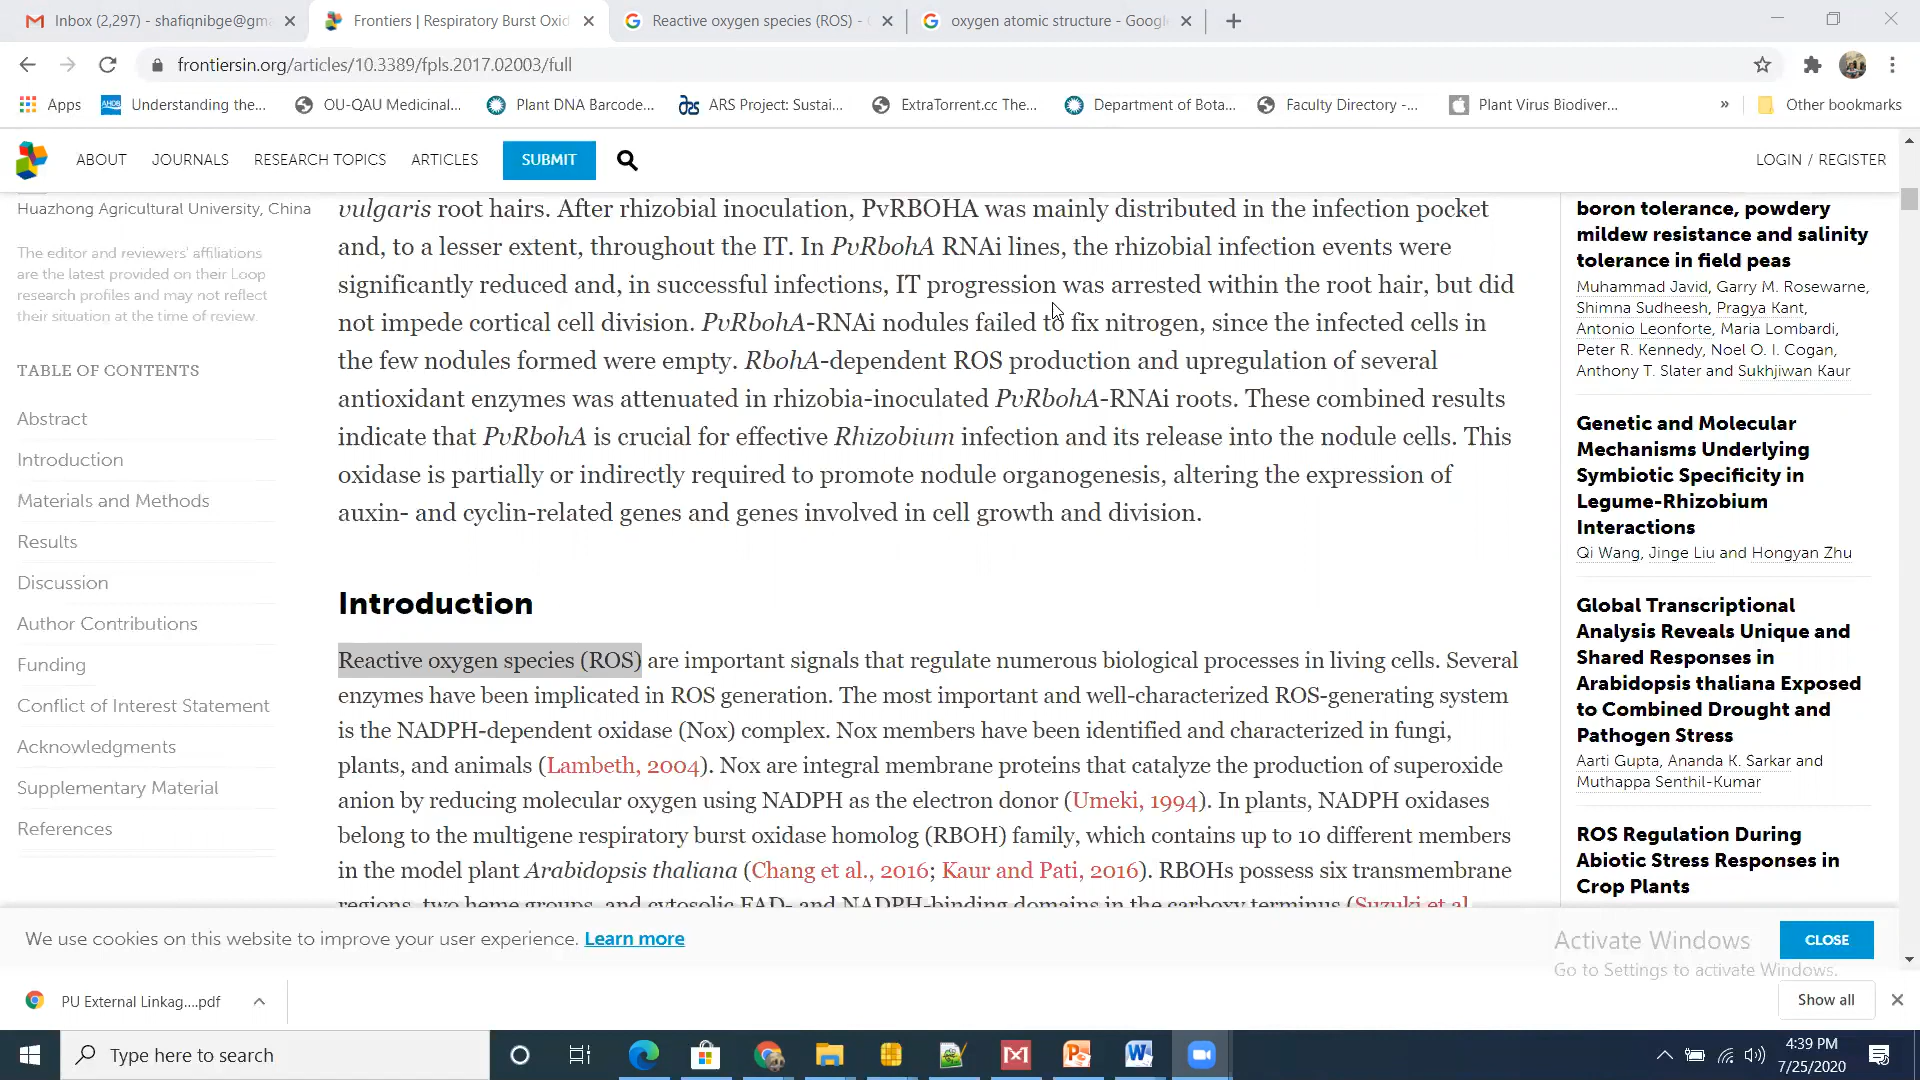 Inbox (2,297) - shafiqnibge@gma
Frontiers | Respiratory Burst Oxid
Reactive oxygen species (ROS) - G
oxygen atomic structure - Google
frontiersin.org/articles/10.3389/fpls.2017.02003/full
Apps
Understanding the...
OU-QAU Medicinal...
Plant DNA Barcode...
ARS Project: Sustai...
ExtraTorrent.cc The...
Department of Bota...
Faculty Directory -...
Plant Virus Biodiver...
»
Other bookmarks
ABOUT
JOURNALS
RESEARCH TOPICS
ARTICLES
SUBMIT
LOGIN / REGISTER
Huazhong Agricultural University, China
The editor and reviewers' affiliations
are the latest provided on their Loop
research profiles and may not reflect
their situation at the time of review.
TABLE OF CONTENTS
Abstract
Introduction
Materials and Methods
Results
Discussion
Author Contributions
Funding
Conflict of Interest Statement
Acknowledgments
Supplementary Material
References
vulgaris root hairs. After rhizobial inoculation, PvRBOHA was mainly distributed in the infection pocket
and, to a lesser extent, throughout the IT. In PvRbohA RNAi lines, the rhizobial infection events were
significantly reduced and, in successful infections, IT progression was arrested within the root hair, but did
not impede cortical cell division. PvRbohA-RNAi nodules failed to fix nitrogen, since the infected cells in
the few nodules formed were empty. RbohA-dependent ROS production and upregulation of several
antioxidant enzymes was attenuated in rhizobia-inoculated PvRbohA-RNAi roots. These combined results
indicate that PvRbohA is crucial for effective Rhizobium infection and its release into the nodule cells. This
oxidase is partially or indirectly required to promote nodule organogenesis, altering the expression of
auxin- and cyclin-related genes and genes involved in cell growth and division.
Introduction
Reactive oxygen species (ROS) are important signals that regulate numerous biological processes in living cells. Several
enzymes have been implicated in ROS generation. The most important and well-characterized ROS-generating system
is the NADPH-dependent oxidase (Nox) complex. Nox members have been identified and characterized in fungi,
plants, and animals (Lambeth, 2004). Nox are integral membrane proteins that catalyze the production of superoxide
anion by reducing molecular oxygen using NADPH as the electron donor (Umeki, 1994). In plants, NADPH oxidases
belong to the multigene respiratory burst oxidase homolog (RBOH) family, which contains up to 10 different members
in the model plant Arabidopsis thaliana (Chang et al., 2016; Kaur and Pati, 2016). RBOHs possess six transmembrane
regions, two heme groups, and cytosolic FAD- and NADPH-binding domains in the carboxy terminus (Suzuki et al
boron tolerance, powdery
mildew resistance and salinity
tolerance in field peas
Muhammad Javid, Garry M. Rosewarne,
Shimna Sudheesh, Pragya Kant,
Antonio Leonforte, Maria Lombardi,
Peter R. Kennedy, Noel O. I. Cogan,
Anthony T. Slater and Sukhjiwan Kaur
Genetic and Molecular
Mechanisms Underlying
Symbiotic Specificity in
Legume-Rhizobium
Interactions
Qi Wang, Jinge Liu and Hongyan Zhu
Global Transcriptional
Analysis Reveals Unique and
Shared Responses in
Arabidopsis thaliana Exposed
to Combined Drought and
Pathogen Stress
Aarti Gupta, Ananda K. Sarkar and
Muthappa Senthil-Kumar
ROS Regulation During
Abiotic Stress Responses in
Crop Plants
We use cookies on this website to improve your user experience. Learn more
CLOSE
Activate Windows
Go to Settings to activate Windows.
PU External Linkag....pdf
Show all
Type here to search
4:39 PM
7/25/2020